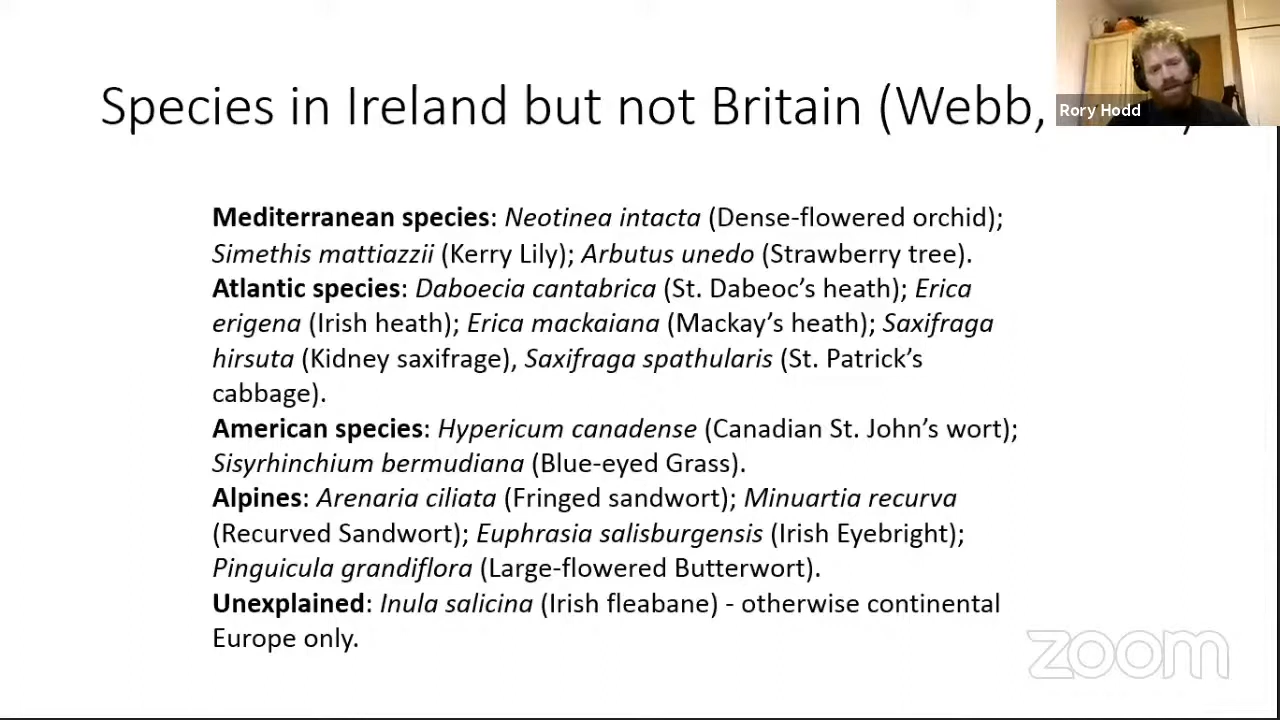 Species in Ireland but not Britain (Webb, )
Rory Hodd
Mediterranean species: Neotinea intacta (Dense-flowered orchid);
Simethis mattiazzii (Kerry Lily); Arbutus unedo (Strawberry tree).
Atlantic species: Daboecia cantabrica (St. Dabeoc’s heath); Erica
erigena (Irish heath); Erica mackaiana (Mackay’s heath); Saxifraga
hirsuta (Kidney saxifrage), Saxifraga spathularis (St. Patrick’s
cabbage).
American species: Hypericum canadense (Canadian St. John’s wort);
Sisyrhinchium bermudiana (Blue-eyed Grass).
Alpines: Arenaria ciliata (Fringed sandwort); Minuartia recurva
(Recurved Sandwort); Euphrasia salisburgensis (Irish Eyebright);
Pinguicula grandiflora (Large-flowered Butterwort).
Unexplained: Inula salicina (Irish fleabane) - otherwise continental
Europe only.
zoom